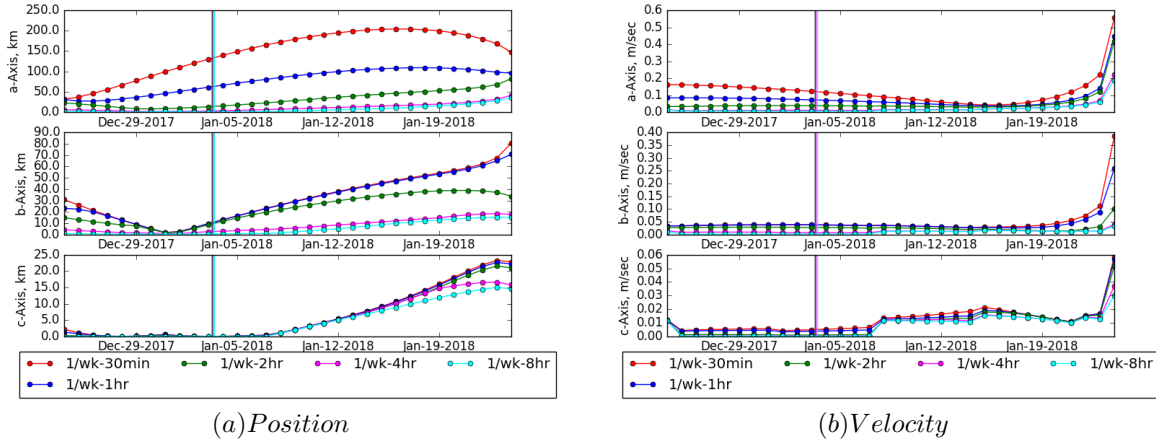 250.0
200.0
150.0
100.0
50.0
0.0
a-Axis, km
Dec-29-2017 Jan-05-2018 Jan-12-2018 Jan-19-2018
90.0
80.0
70.0
60.0
50.0
40.0
30.0
20.0
10.0
0.0
b-Axis, km
Dec-29-2017 Jan-05-2018 Jan-12-2018 Jan-19-2018
25.0
20.0
15.0
10.0
5.0
0.0
c-Axis, km
Dec-29-2017 Jan-05-2018 Jan-12-2018 Jan-19-2018
1/wk-30min 1/wk-2hr 1/wk-4hr 1/wk-8hr
1/wk-1hr
(a)Position
0.6
0.5
0.4
0.3
0.2
0.1
0.0
a-Axis, m/sec
Dec-29-2017 Jan-05-2018 Jan-12-2018 Jan-19-2018
0.40
0.35
0.30
0.25
0.20
0.15
0.10
0.05
0.00
b-Axis, m/sec
Dec-29-2017 Jan-05-2018 Jan-12-2018 Jan-19-2018
0.06
0.05
0.04
0.03
0.02
0.01
0.00
c-Axis, m/sec
Dec-29-2017 Jan-05-2018 Jan-12-2018 Jan-19-2018
1/wk-30min 1/wk-2hr 1/wk-4hr 1/wk-8hr
1/wk-1hr
(b)Velocity